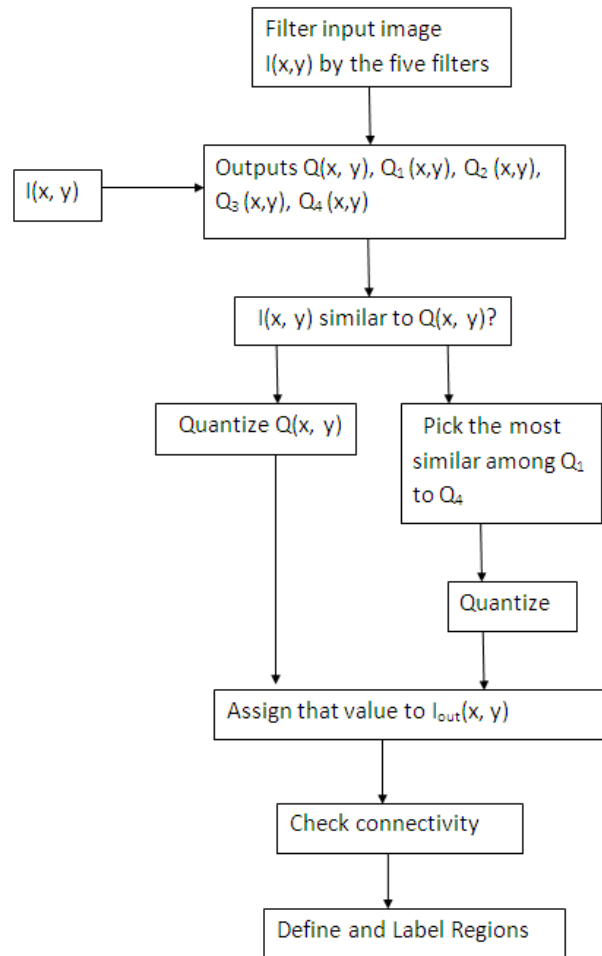 Filter input image
I(x,y) by the five filters
Outputs Q(x, y), Q₁ (x,y), Q₂ (x,y),
Q₃ (x,y), Q₄ (x,y)
I(x, y)
I(x, y) similar to Q(x, y)?
Quantize Q(x, y)
Pick the most
similar among Q₁
to Q₄
Quantize
Assign that value to Iₒᵤₜ(x, y)
Check connectivity
Define and Label Regions